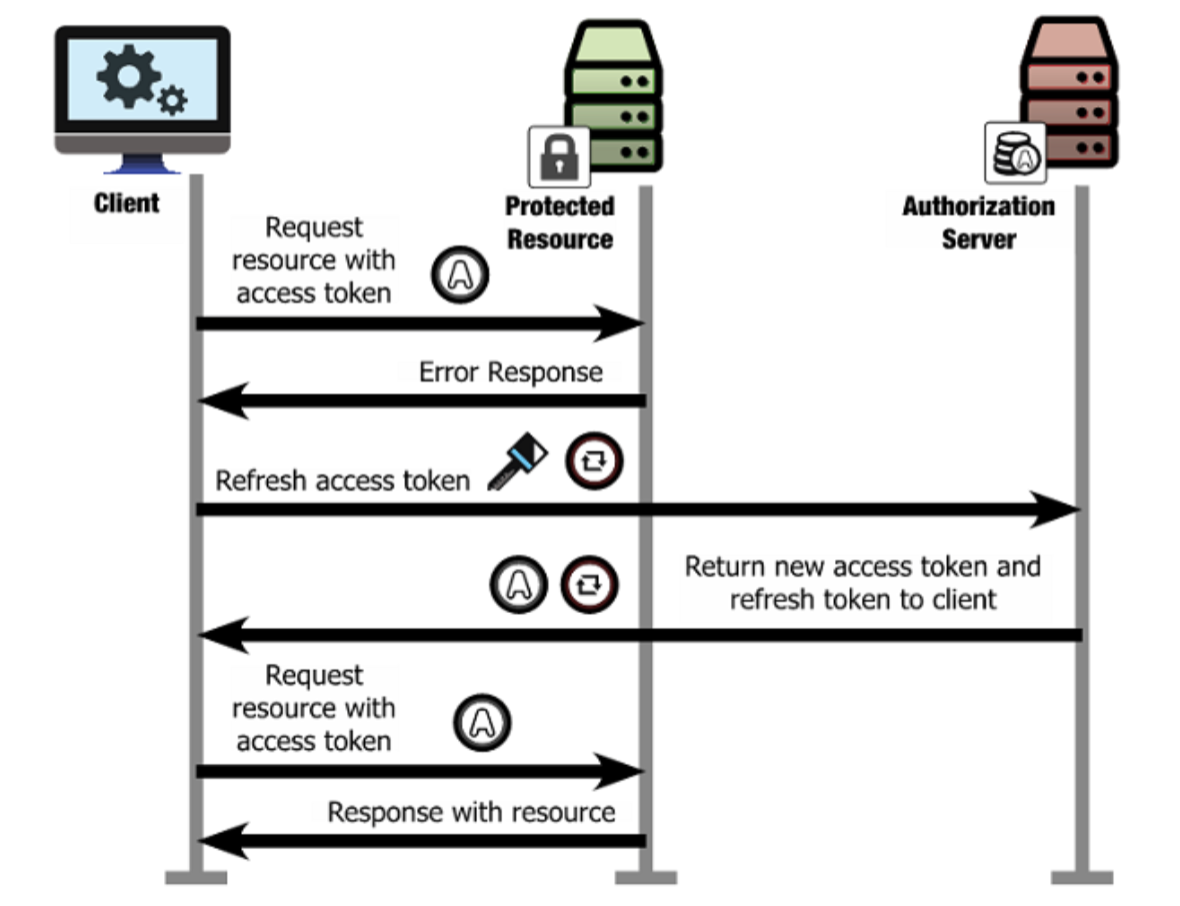 Client
Protected
Resource
Authorization
Server
Request
resource with
access token
A
Error Response
Refresh access token
A
Return new access token and
refresh token to client
Request
resource with
access token
A
Response with resource